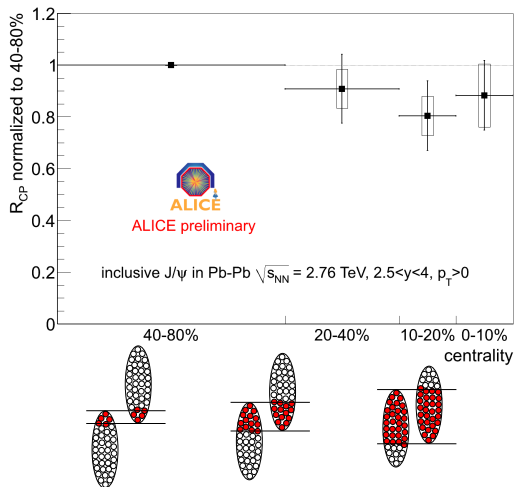 R_CP normalized to 40-80%
1.2
1
0.8
0.6
0.4
0.2
0
ALICE
ALICE preliminary
inclusive J/ψ in Pb-Pb √s_NN = 2.76 TeV, 2.5<y<4, p_T>0
40-80% 20-40% 10-20% 0-10%
centrality